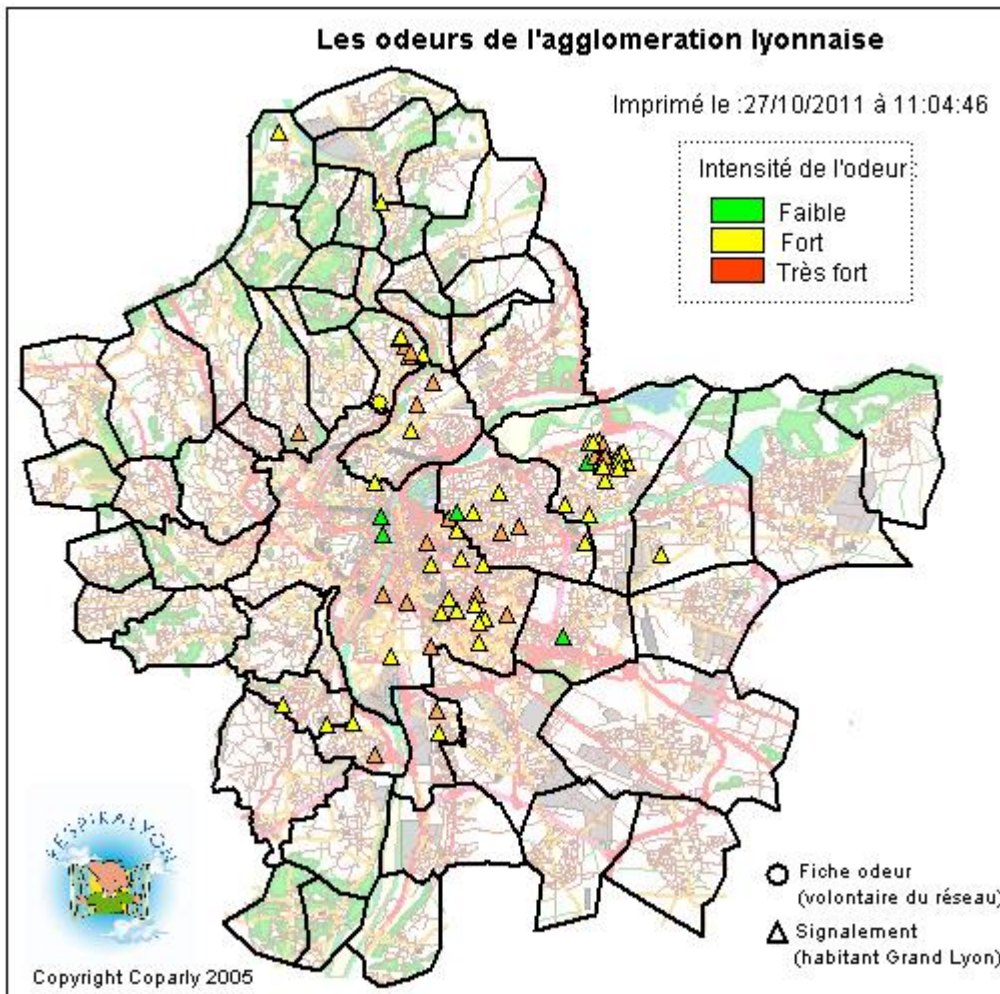 Les odeurs de l'agglomeration lyonnaise
Imprimé le :27/10/2011 à 11:04:46
Intensité de l'odeur:
Faible
Fort
Très fort
RESPIRALYON
Fiche odeur
(volontaire du réseau)
Signalement
(habitant Grand Lyon)
Copyright Coparly 2005